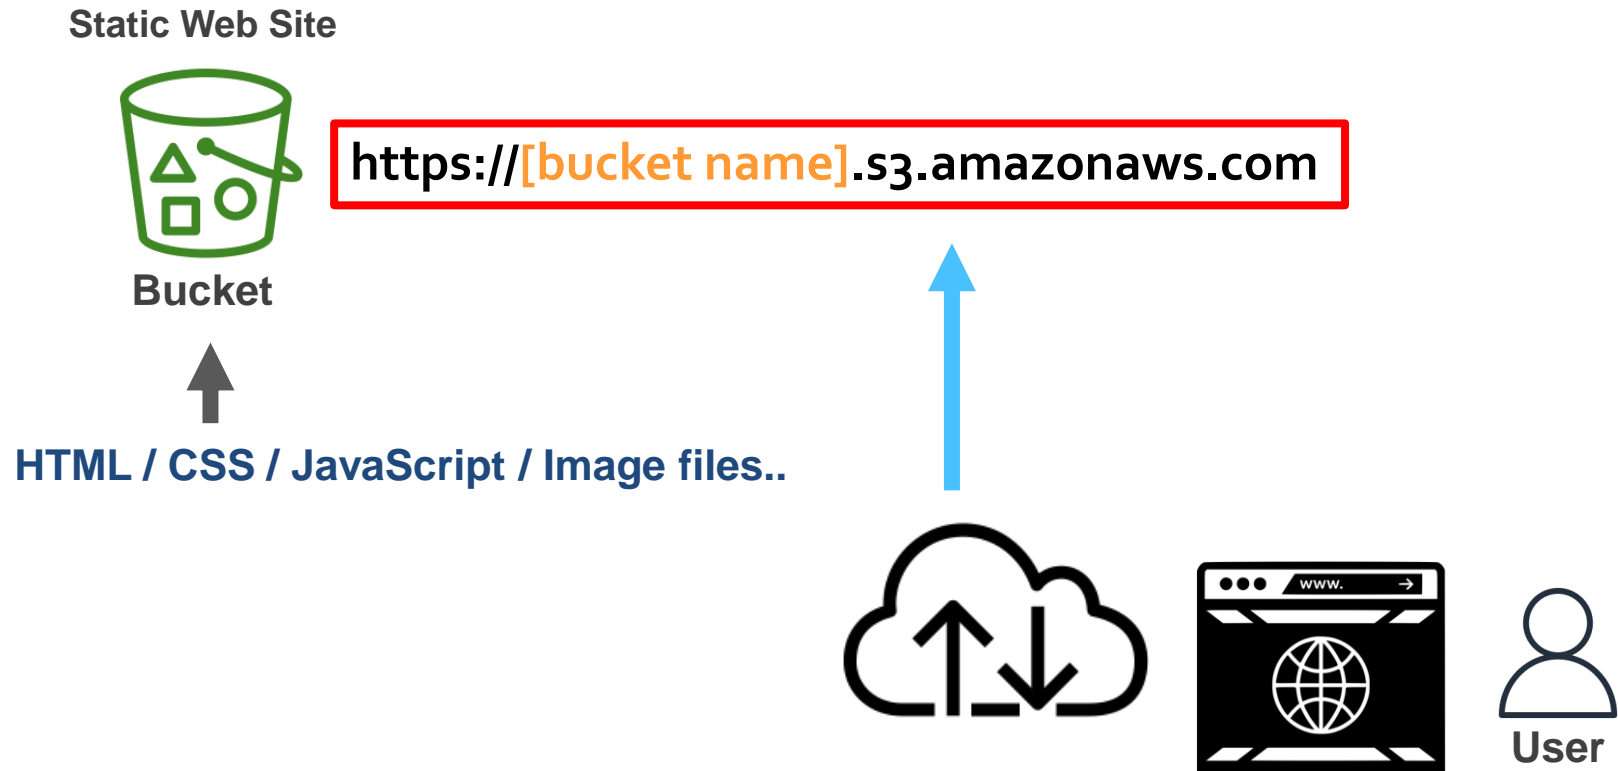 Static Web Site
https://[bucket name].s3.amazonaws.com
Bucket
HTML / CSS / JavaScript / Image files..
www.
User